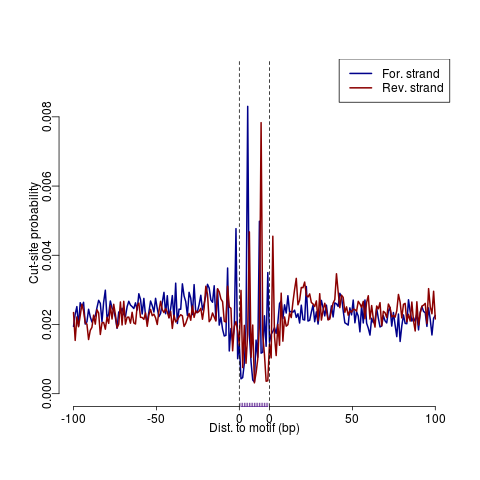 For. strand
Rev. strand
Cut-site probability
0.000
0.002
0.004
0.006
0.008
-100
-50
0
0
50
100
Dist. to motif (bp)